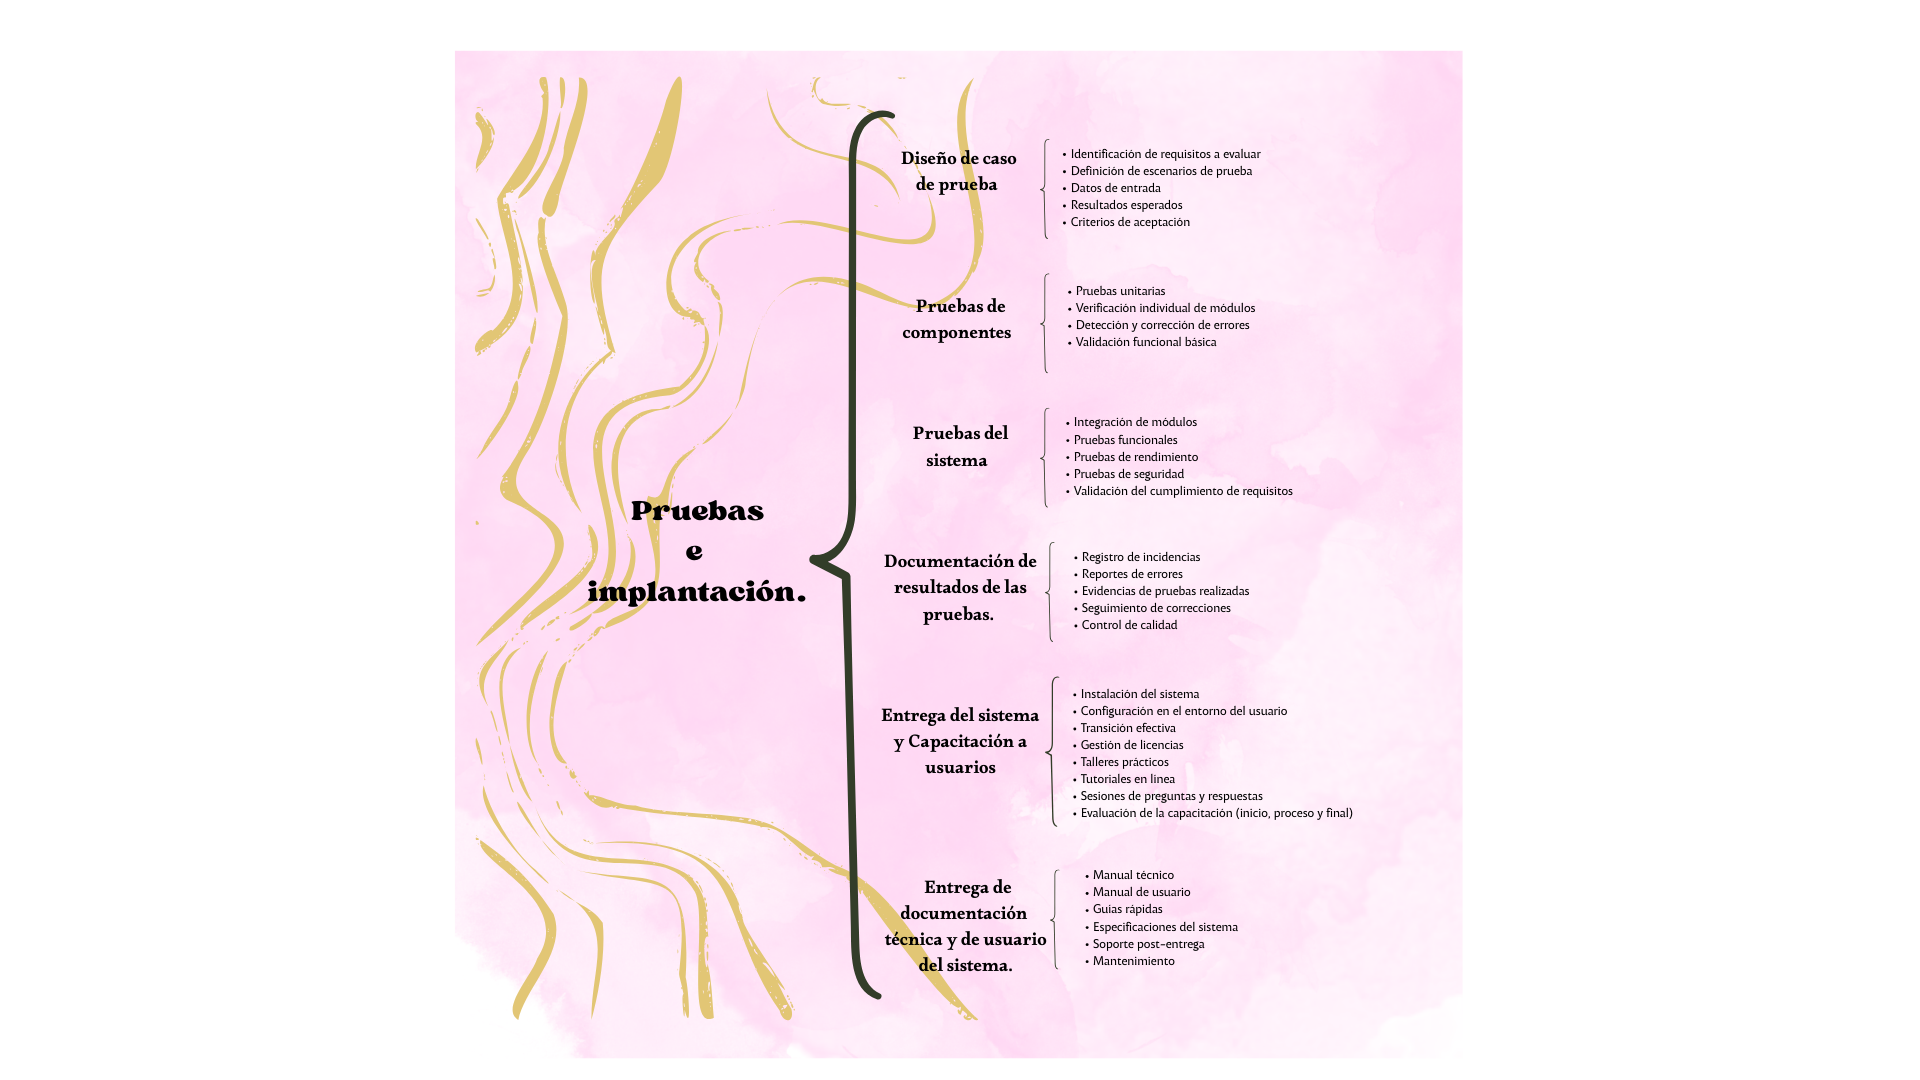 Pruebas
e
implantación.
Diseño de caso
de prueba
• Identificación de requisitos a evaluar
• Definición de escenarios de prueba
• Datos de entrada
• Resultados esperados
• Criterios de aceptación
Pruebas de
componentes
• Pruebas unitarias
• Verificación individual de módulos
• Detección y corrección de errores
• Validación funcional básica
Pruebas del
sistema
• Integración de módulos
• Pruebas funcionales
• Pruebas de rendimiento
• Pruebas de seguridad
• Validación del cumplimiento de requisitos
Documentación de
resultados de las
pruebas.
• Registro de incidencias
• Reportes de errores
• Evidencias de pruebas realizadas
• Seguimiento de correcciones
• Control de calidad
Entrega del sistema
y Capacitación a
usuarios
• Instalación del sistema
• Configuración en el entorno del usuario
• Transición efectiva
• Gestión de licencias
• Talleres prácticos
• Tutoriales en línea
• Sesiones de preguntas y respuestas
• Evaluación de la capacitación (inicio, proceso y final)
Entrega de
documentación
técnica y de usuario
del sistema.
• Manual técnico
• Manual de usuario
• Guías rápidas
• Especificaciones del sistema
• Soporte post-entrega
• Mantenimiento